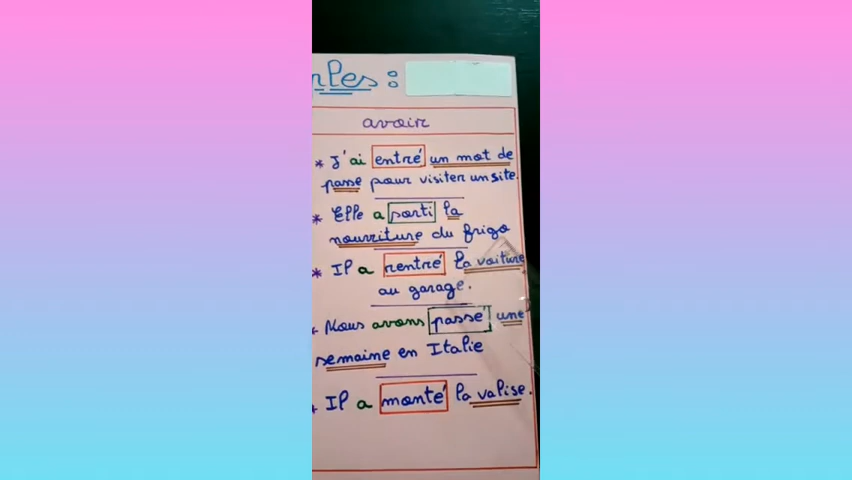 ples :
avoir
* J'ai entré un mot de
passe pour visiter un site.
* Elle a sorti la
nourriture du frigo
* Il a rentré la voiture
au garage.
* Nous avons passé une
semaine en Italie
* Il a monté la valise.